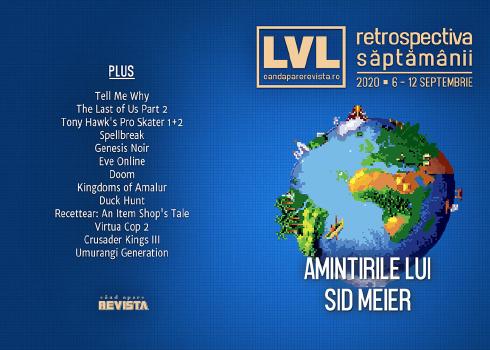 PLUS
Tell Me Why
The Last of Us Part 2
Tony Hawk's Pro Skater 1+2
Spellbreak
Genesis Noir
Eve Online
Doom
Kingdoms of Amalur
Duck Hunt
Recettear: An Item Shop's Tale
Virtua Cop 2
Crusader Kings III
Umurangi Generation
când apare
REVISTA
LVL
candaparerevista.ro
retrospectiva
săptămânii
2020 ▪ 6 - 12 SEPTEMBRIE
AMINTIRILE LUI
SID MEIER